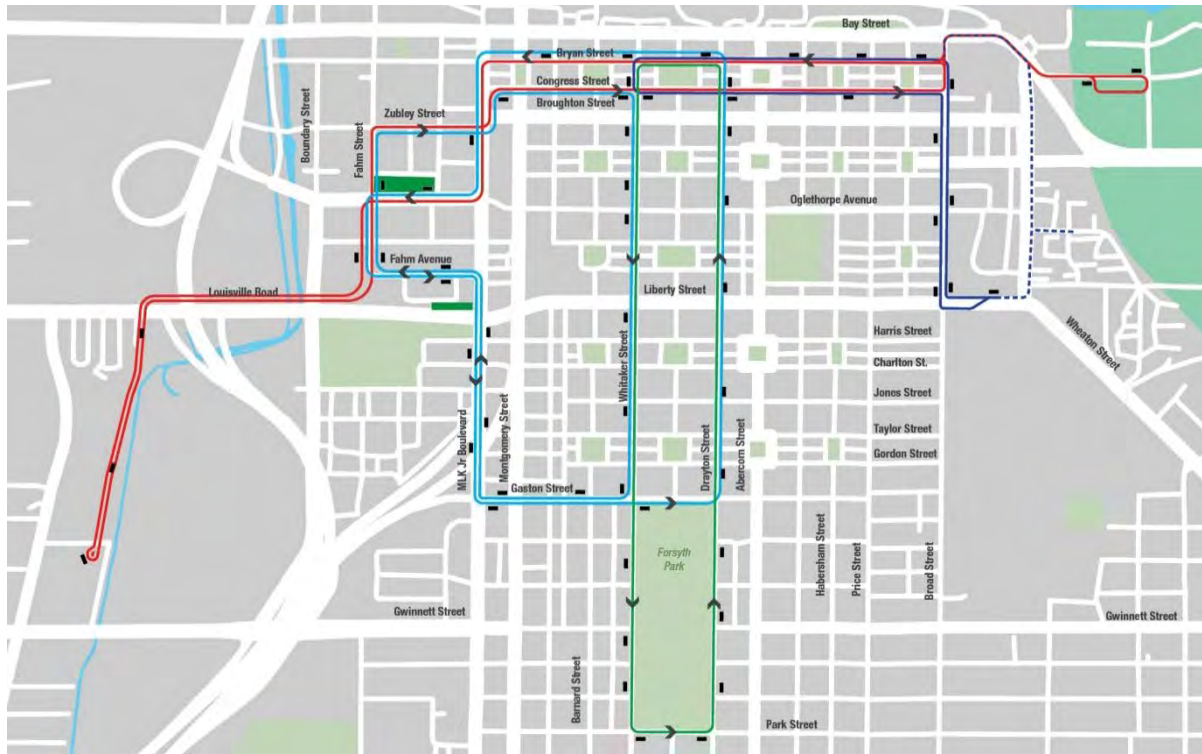 Bay Street
Bryan Street
Congress Street
Broughton Street
Zubley Street
Boundary Street
Fahm Street
Oglethorpe Avenue
Fahm Avenue
Louisville Road
Liberty Street
Harris Street
Wheaton Street
Charlton St.
Whitaker Street
Jones Street
Taylor Street
Gordon Street
MLK Jr Boulevard
Montgomery Street
Drayton Street
Abercorn Street
Gaston Street
Forsyth
Park
Habersham Street
Price Street
Broad Street
Gwinnett Street
Gwinnett Street
Barnard Street
Park Street